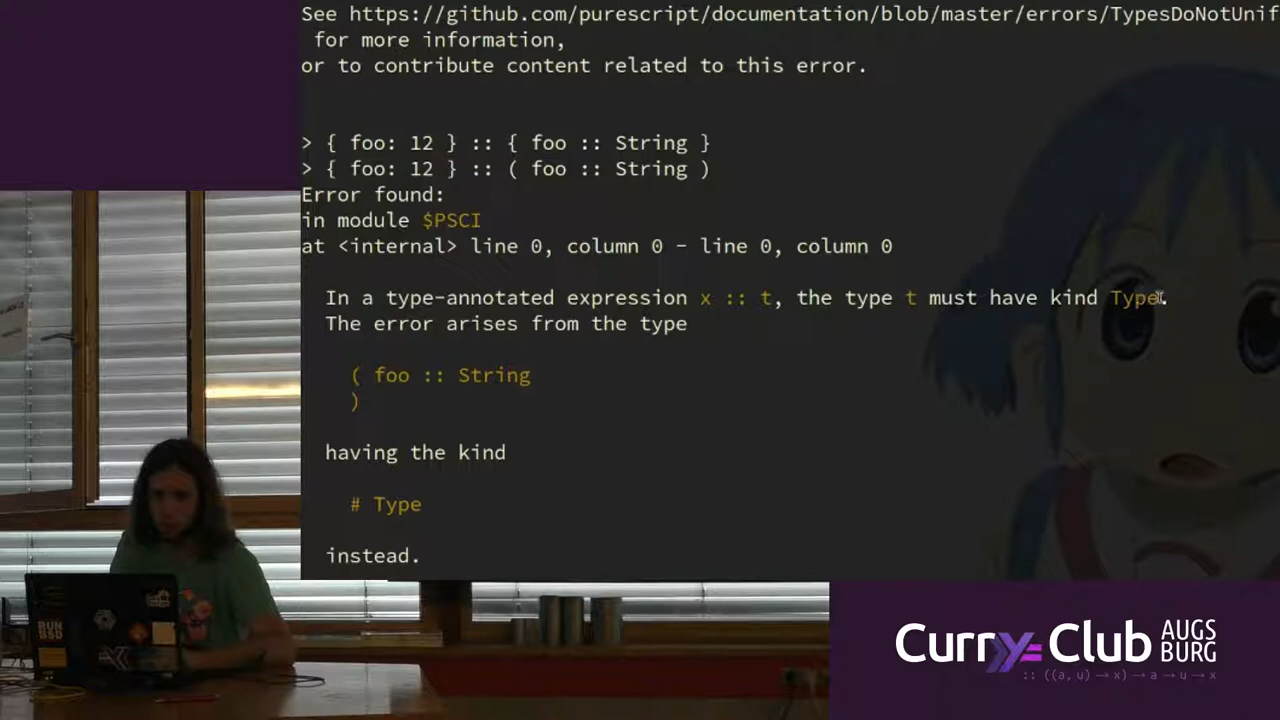 See https://github.com/purescript/documentation/blob/master/errors/TypesDoNotUnif
for more information,
or to contribute content related to this error.
> { foo: 12 } :: { foo :: String }
> { foo: 12 } :: ( foo :: String )
Error found:
in module $PSCI
at <internal> line 0, column 0 - line 0, column 0
In a type-annotated expression x :: t, the type t must have kind Type.
The error arises from the type
( foo :: String
)
having the kind
# Type
instead.
RUN
BSD
Curry Club AUGS
BURG
:: ((a, u) → x) → a → u → x